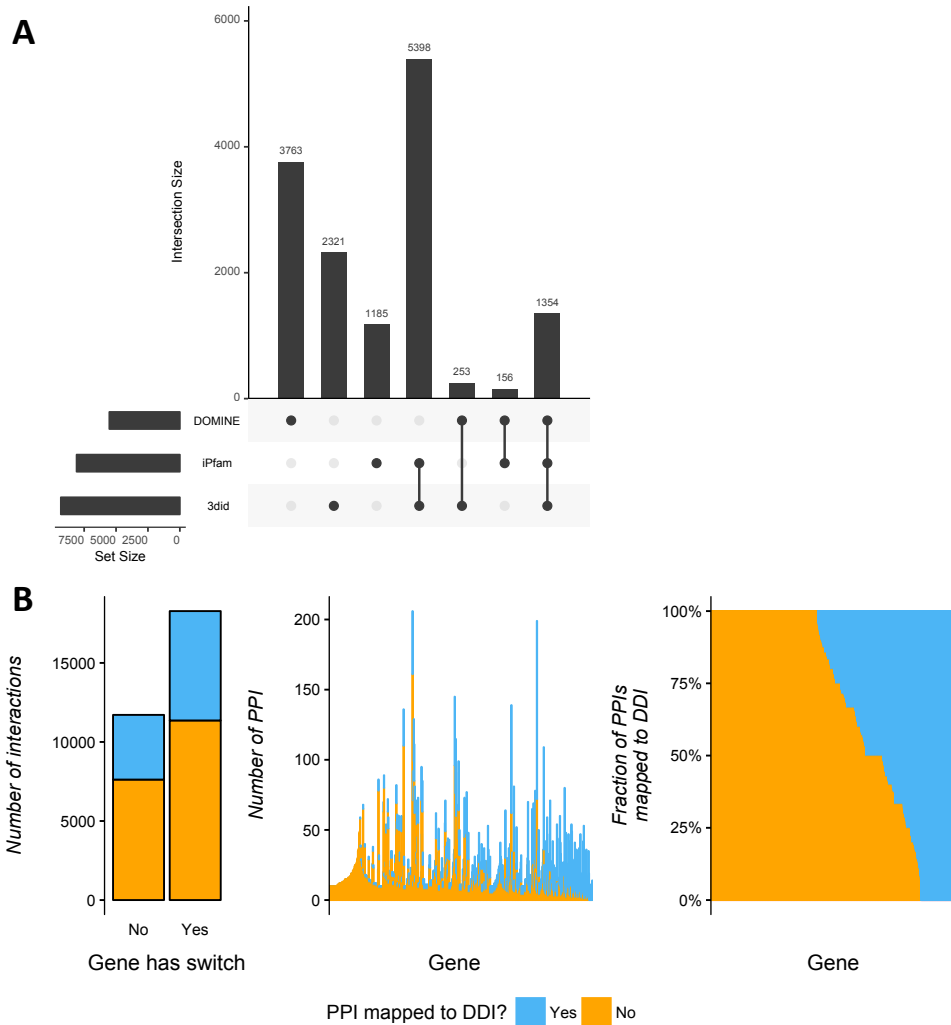 A
6000
4000
2000
0
Intersection Size
3763
2321
1185
5398
253
156
1354
DOMINE
iPfam
3did
7500 5000 2500 0
Set Size
B
Number of interactions
15000
10000
5000
0
No Yes
Gene has switch
Number of PPI
200
150
100
50
0
Gene
Fraction of PPIs
mapped to DDI
100%
75%
50%
25%
0%
Gene
PPI mapped to DDI? Yes No